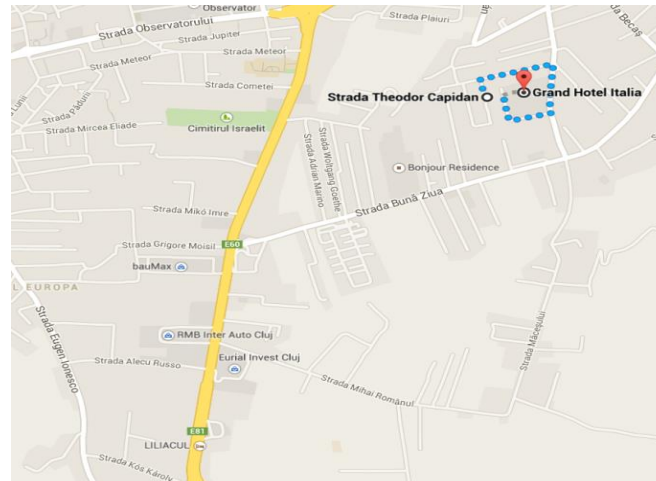 Observator
Strada Observatorului
Strada Plaiuri
Strada Jupiter
Strada Meteor
Strada Meteor
Strada Becaș
Strada Cometei
Strada Theodor Capidan
Grand Hotel Italia
Strada Pădurii
Strada Mircea Eliade
Cimitirul Israelit
Strada Adrian Marino
Strada Wolfgang Goethe
Bonjour Residence
Strada Bună Ziua
Strada Mikó Imre
Strada Grigore Moisil
E60
bauMax
L EUROPA
Strada Eugen Ionesco
RMB Inter Auto Cluj
Strada Alecu Russo
Eurial Invest Cluj
Strada Măceșului
Strada Mihai Românul
E81
LILIACUL
Strada Kós Károly